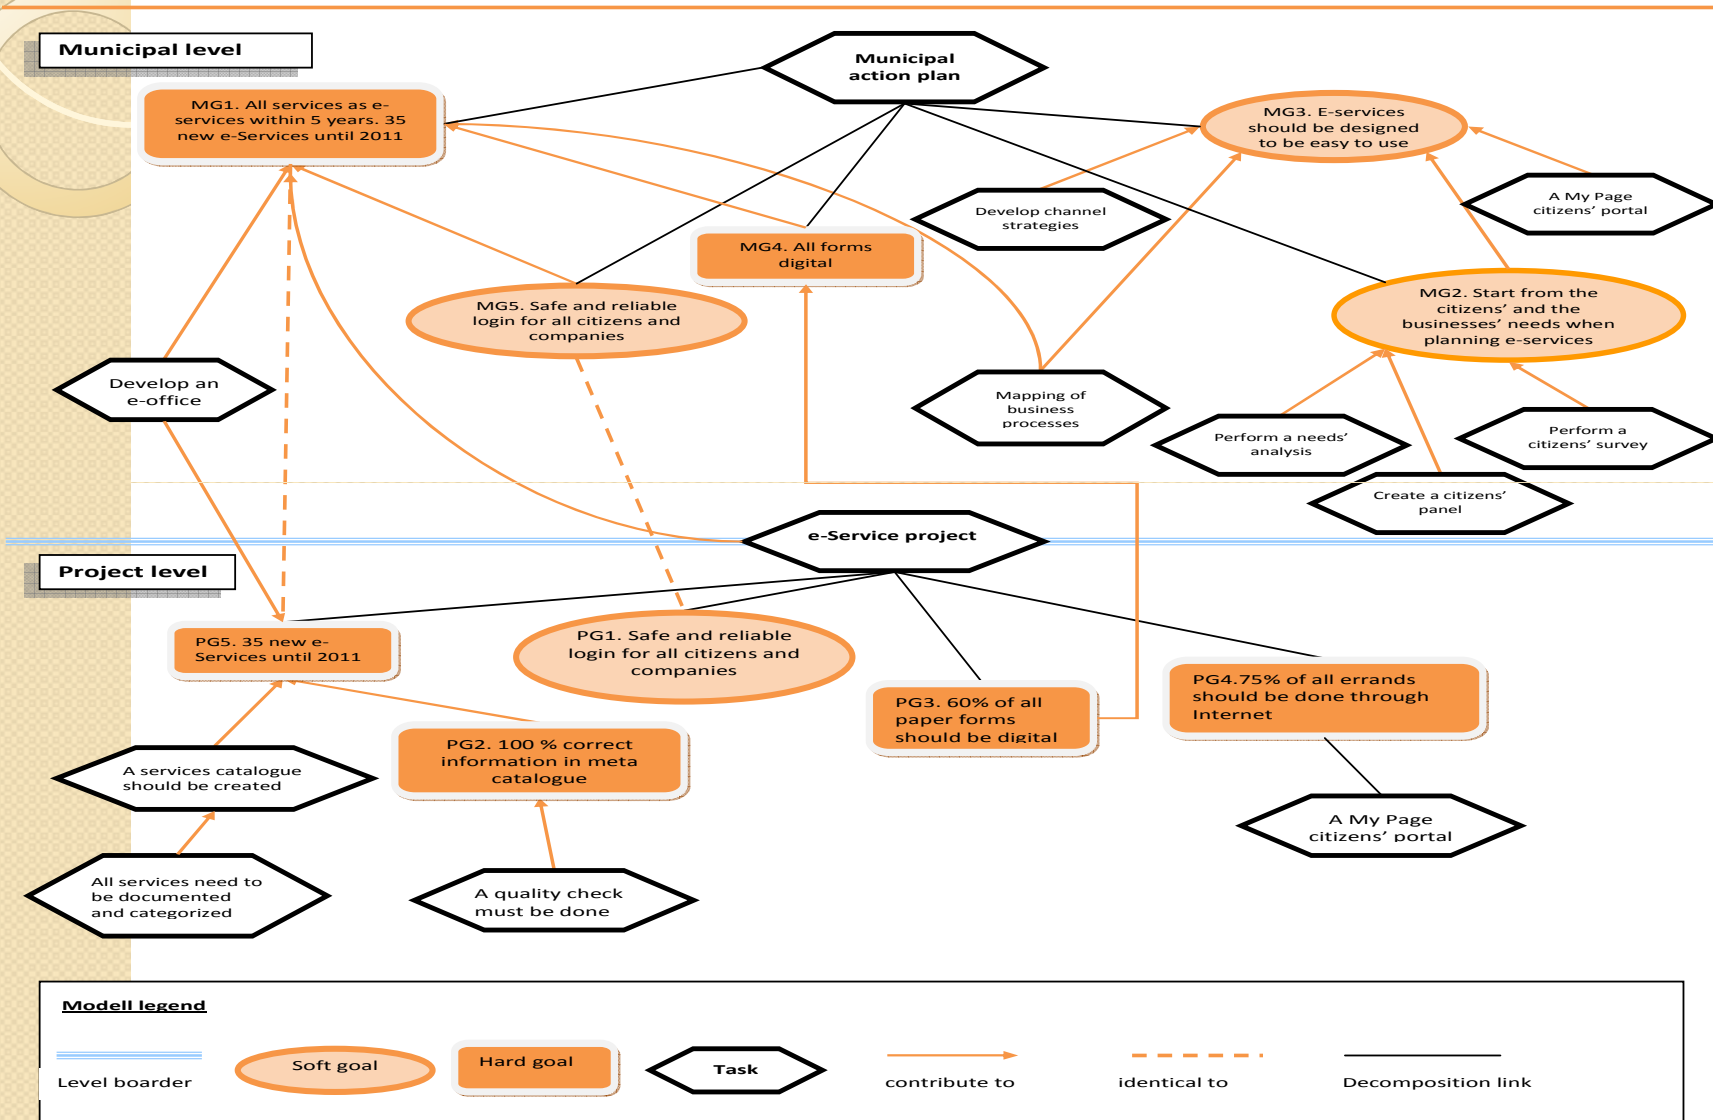 Municipal level
Municipal
action plan
MG1. All services as e-
services within 5 years. 35
new e-Services until 2011
MG3. E-services
should be designed
to be easy to use
A My Page
citizens’ portal
Develop channel
strategies
MG4. All forms
digital
MG5. Safe and reliable
login for all citizens and
companies
MG2. Start from the
citizens’ and the
businesses’ needs when
planning e-services
Develop an
e-office
Mapping of
business
processes
Perform a needs’
analysis
Perform a
citizens’ survey
Create a citizens’
panel
e-Service project
Project level
PG5. 35 new e-
Services until 2011
PG1. Safe and reliable
login for all citizens and
companies
PG3. 60% of all
paper forms
should be digital
PG4.75% of all errands
should be done through
Internet
PG2. 100 % correct
information in meta
catalogue
A services catalogue
should be created
A My Page
citizens’ portal
All services need to
be documented
and categorized
A quality check
must be done
Modell legend
Level boarder
Soft goal
Hard goal
Task
contribute to
identical to
Decomposition link